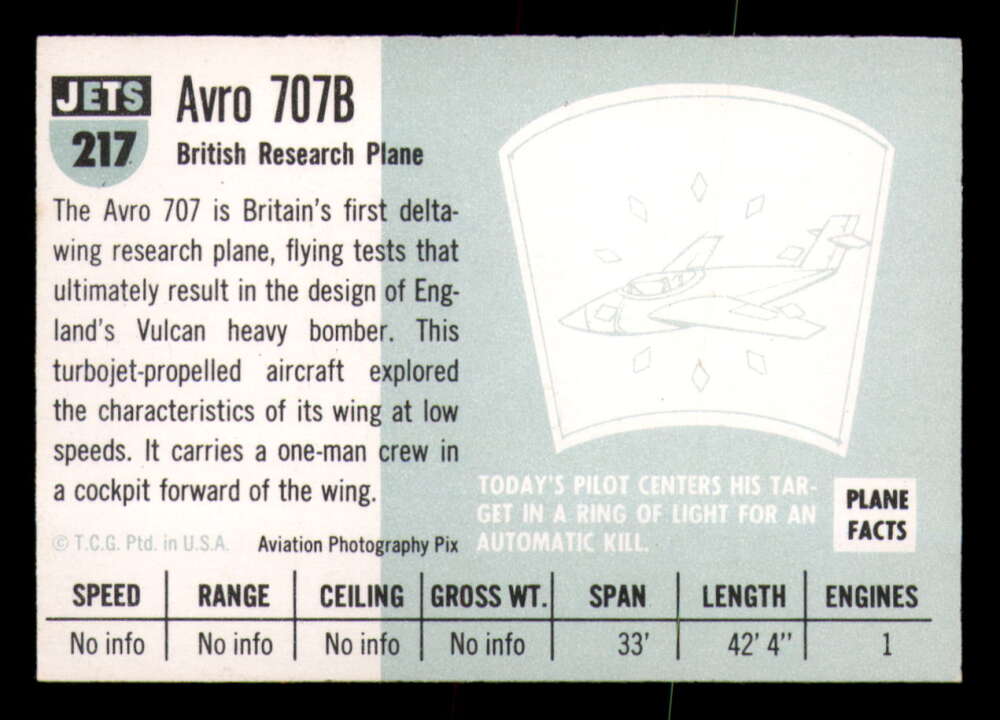 JETS
217
Avro 707B
British Research Plane
The Avro 707 is Britain's first delta-
wing research plane, flying tests that
ultimately result in the design of Eng-
land's Vulcan heavy bomber. This
turbojet-propelled aircraft explored
the characteristics of its wing at low
speeds. It carries a one-man crew in
a cockpit forward of the wing.
© T.C.G. Ptd. in U.S.A. Aviation Photography Pix
TODAY'S PILOT CENTERS HIS TAR-
GET IN A RING OF LIGHT FOR AN
AUTOMATIC KILL.
PLANE
FACTS
SPEED RANGE CEILING GROSS WT. SPAN LENGTH ENGINES
No info No info No info No info 33' 42' 4" 1